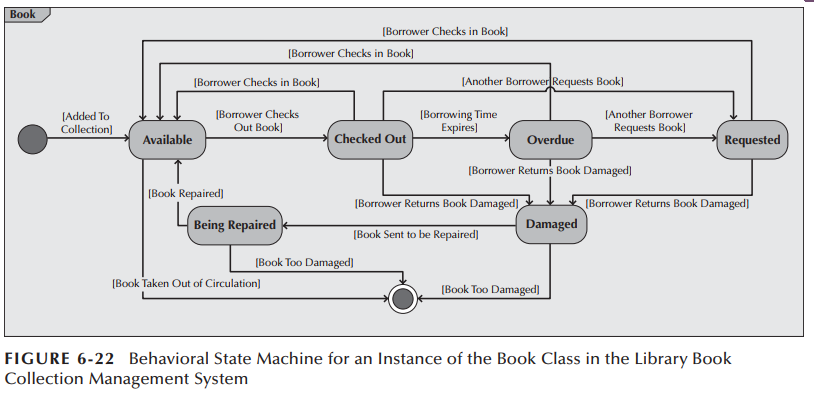 Book
[Borrower Checks in Book]
[Borrower Checks in Book]
[Borrower Checks in Book]
[Another Borrower Requests Book]
[Added To
Collection]
[Borrower Checks
Out Book]
[Borrowing Time
Expires]
[Another Borrower
Requests Book]
Available
Checked Out
Overdue
Requested
[Borrower Returns Book Damaged]
[Book Repaired]
[Borrower Returns Book Damaged]
[Borrower Returns Book Damaged]
Being Repaired
Damaged
[Book Sent to be Repaired]
[Book Too Damaged]
[Book Taken Out of Circulation]
[Book Too Damaged]
FIGURE 6-22 Behavioral State Machine for an Instance of the Book Class in the Library Book
Collection Management System